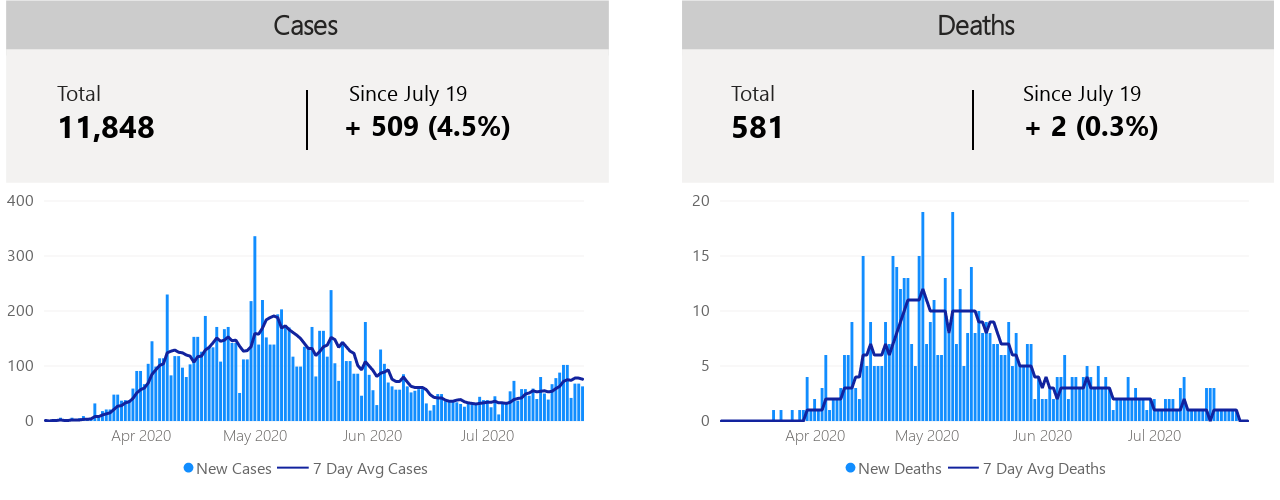 Cases
Total
11,848
Since July 19
+ 509 (4.5%)
400
300
200
100
0
Apr 2020 May 2020 Jun 2020 Jul 2020
New Cases 7 Day Avg Cases
Deaths
Total
581
Since July 19
+ 2 (0.3%)
20
15
10
5
0
Apr 2020 May 2020 Jun 2020 Jul 2020
New Deaths 7 Day Avg Deaths